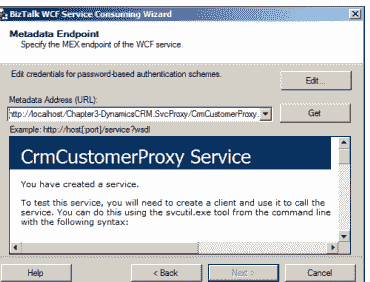 BizTalk WCF Service Consuming Wizard
Metadata Endpoint
Specify the MEX endpoint of the WCF service.
Edit credentials for password-based authentication schemes.
Edit...
Metadata Address (URL):
http://localhost/Chapter3-DynamicsCRM.SvcProxy/CrmCustomerProxy.
Get
Example: http://host[:port]/service?wsdl
CrmCustomerProxy Service
You have created a service.
To test this service, you will need to create a client and use it to call the
service. You can do this using the svcutil.exe tool from the command line
with the following syntax:
Help
< Back
Next >
Cancel